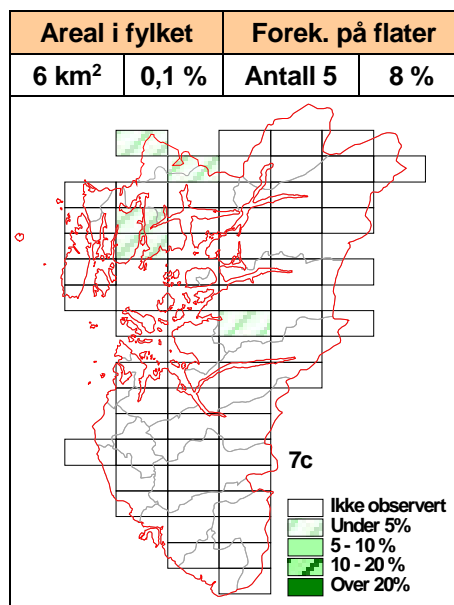 Areal i fylket Forek. på flater
6 km² 0,1 % Antall 5 8 %
7c
Ikke observert
Under 5%
5 - 10 %
10 - 20 %
Over 20%